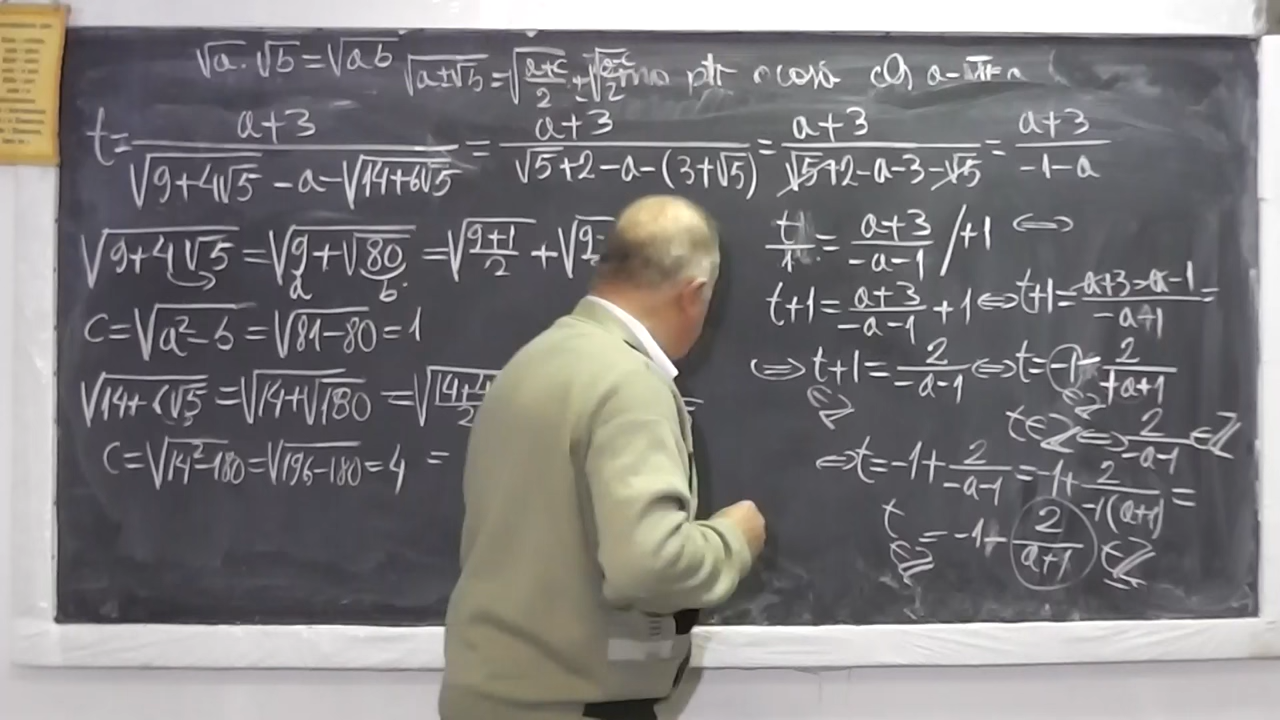 √a · √b = √ab √a±√b = √(a+c)/2 ± √(a-c)/2
t = (a+3)/(√9+4√5 - a - √14+6√5) = (a+3)/(√5+2-a-(3+√5)) = (a+3)/(√5+2-a-3-√5) = (a+3)/(-1-a)
√9+4√5 = √9+√80 = √(9+1)/2 + √9
a b
C = √a²-b = √81-80 = 1
√14+6√5 = √14+√180 = √14+4/2 =
C = √14²-180 = √196-180 = 4 =
t/1 = (a+3)/(-a-1) /+1 ⇔
t+1 = (a+3)/(-a-1) + 1 ⇔ t+1 = (a+3-a-1)/(-a+1) =
⇔ t+1 = 2/(-a-1) ⇔ t = -1 - 2/(+a+1)
∈Z ∈Z
t∈Z ⇔ 2/(-a-1) ∈Z
⇔ t = -1 + 2/(-a-1) = -1 + 2/(-1(a+1)) =
t = -1 - 2/(a+1) ∈Z
∈Z